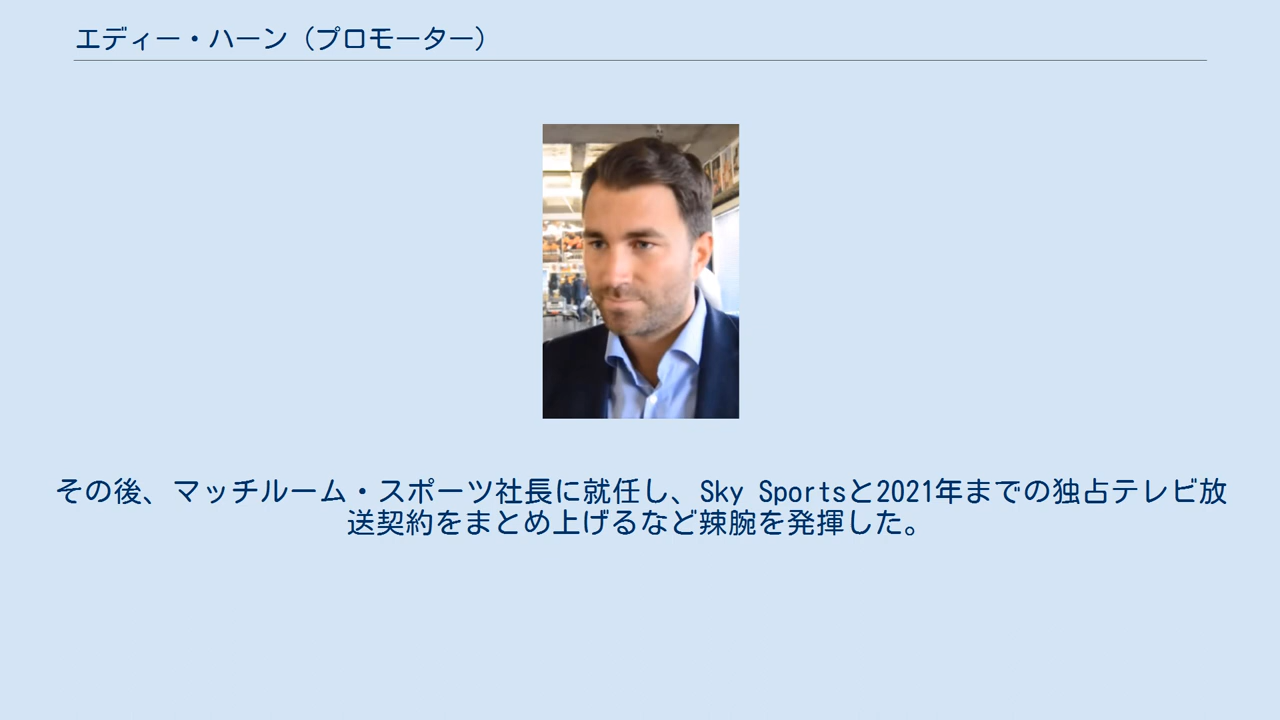 エディー・ハーン（プロモーター）
その後、マッチルーム・スポーツ社長に就任し、Sky Sportsと2021年までの独占テレビ放
送契約をまとめ上げるなど辣腕を発揮した。